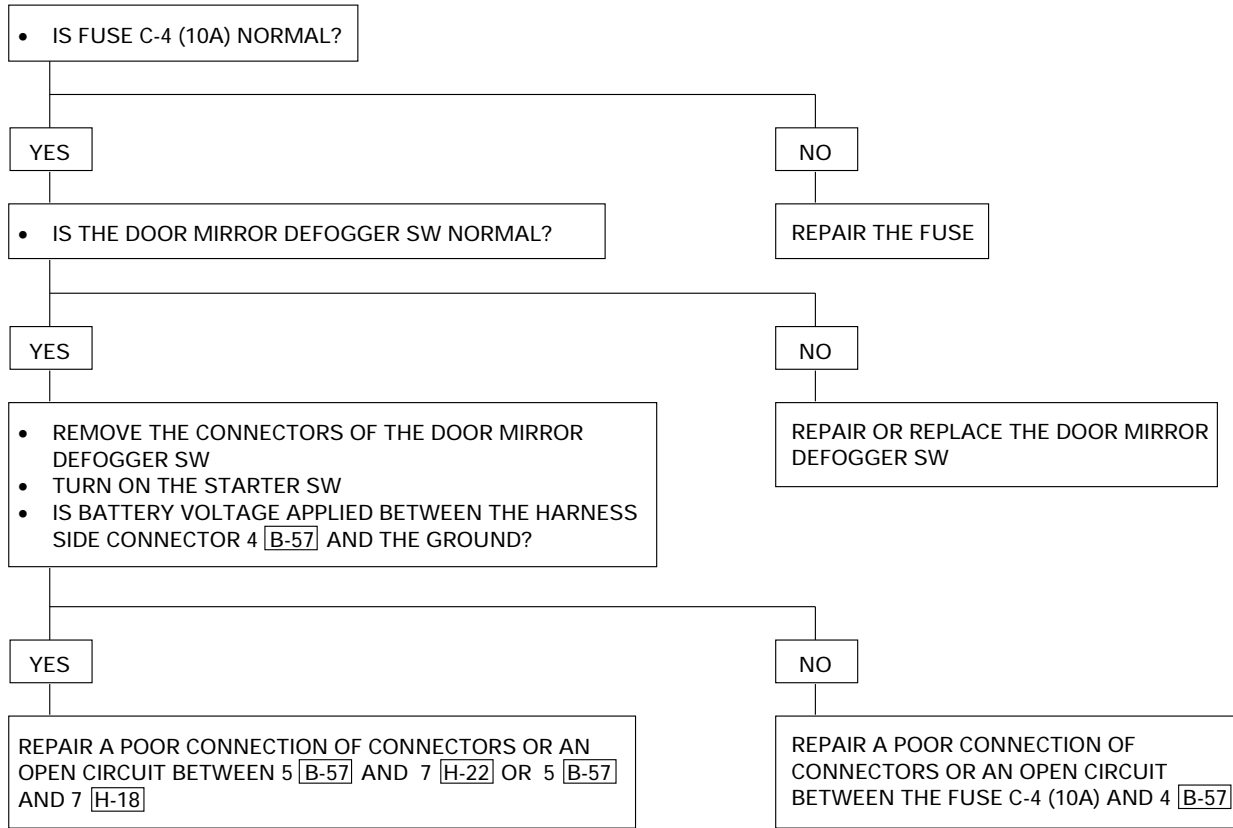 • IS FUSE C-4 (10A) NORMAL?
YES
NO
• IS THE DOOR MIRROR DEFOGGER SW NORMAL?
REPAIR THE FUSE
YES
NO
• REMOVE THE CONNECTORS OF THE DOOR MIRROR
DEFOGGER SW
• TURN ON THE STARTER SW
• IS BATTERY VOLTAGE APPLIED BETWEEN THE HARNESS
SIDE CONNECTOR 4 B-57 AND THE GROUND?
REPAIR OR REPLACE THE DOOR MIRROR
DEFOGGER SW
YES
NO
REPAIR A POOR CONNECTION OF CONNECTORS OR AN
OPEN CIRCUIT BETWEEN 5 B-57 AND 7 H-22 OR 5 B-57
AND 7 H-18
REPAIR A POOR CONNECTION OF
CONNECTORS OR AN OPEN CIRCUIT
BETWEEN THE FUSE C-4 (10A) AND 4 B-57